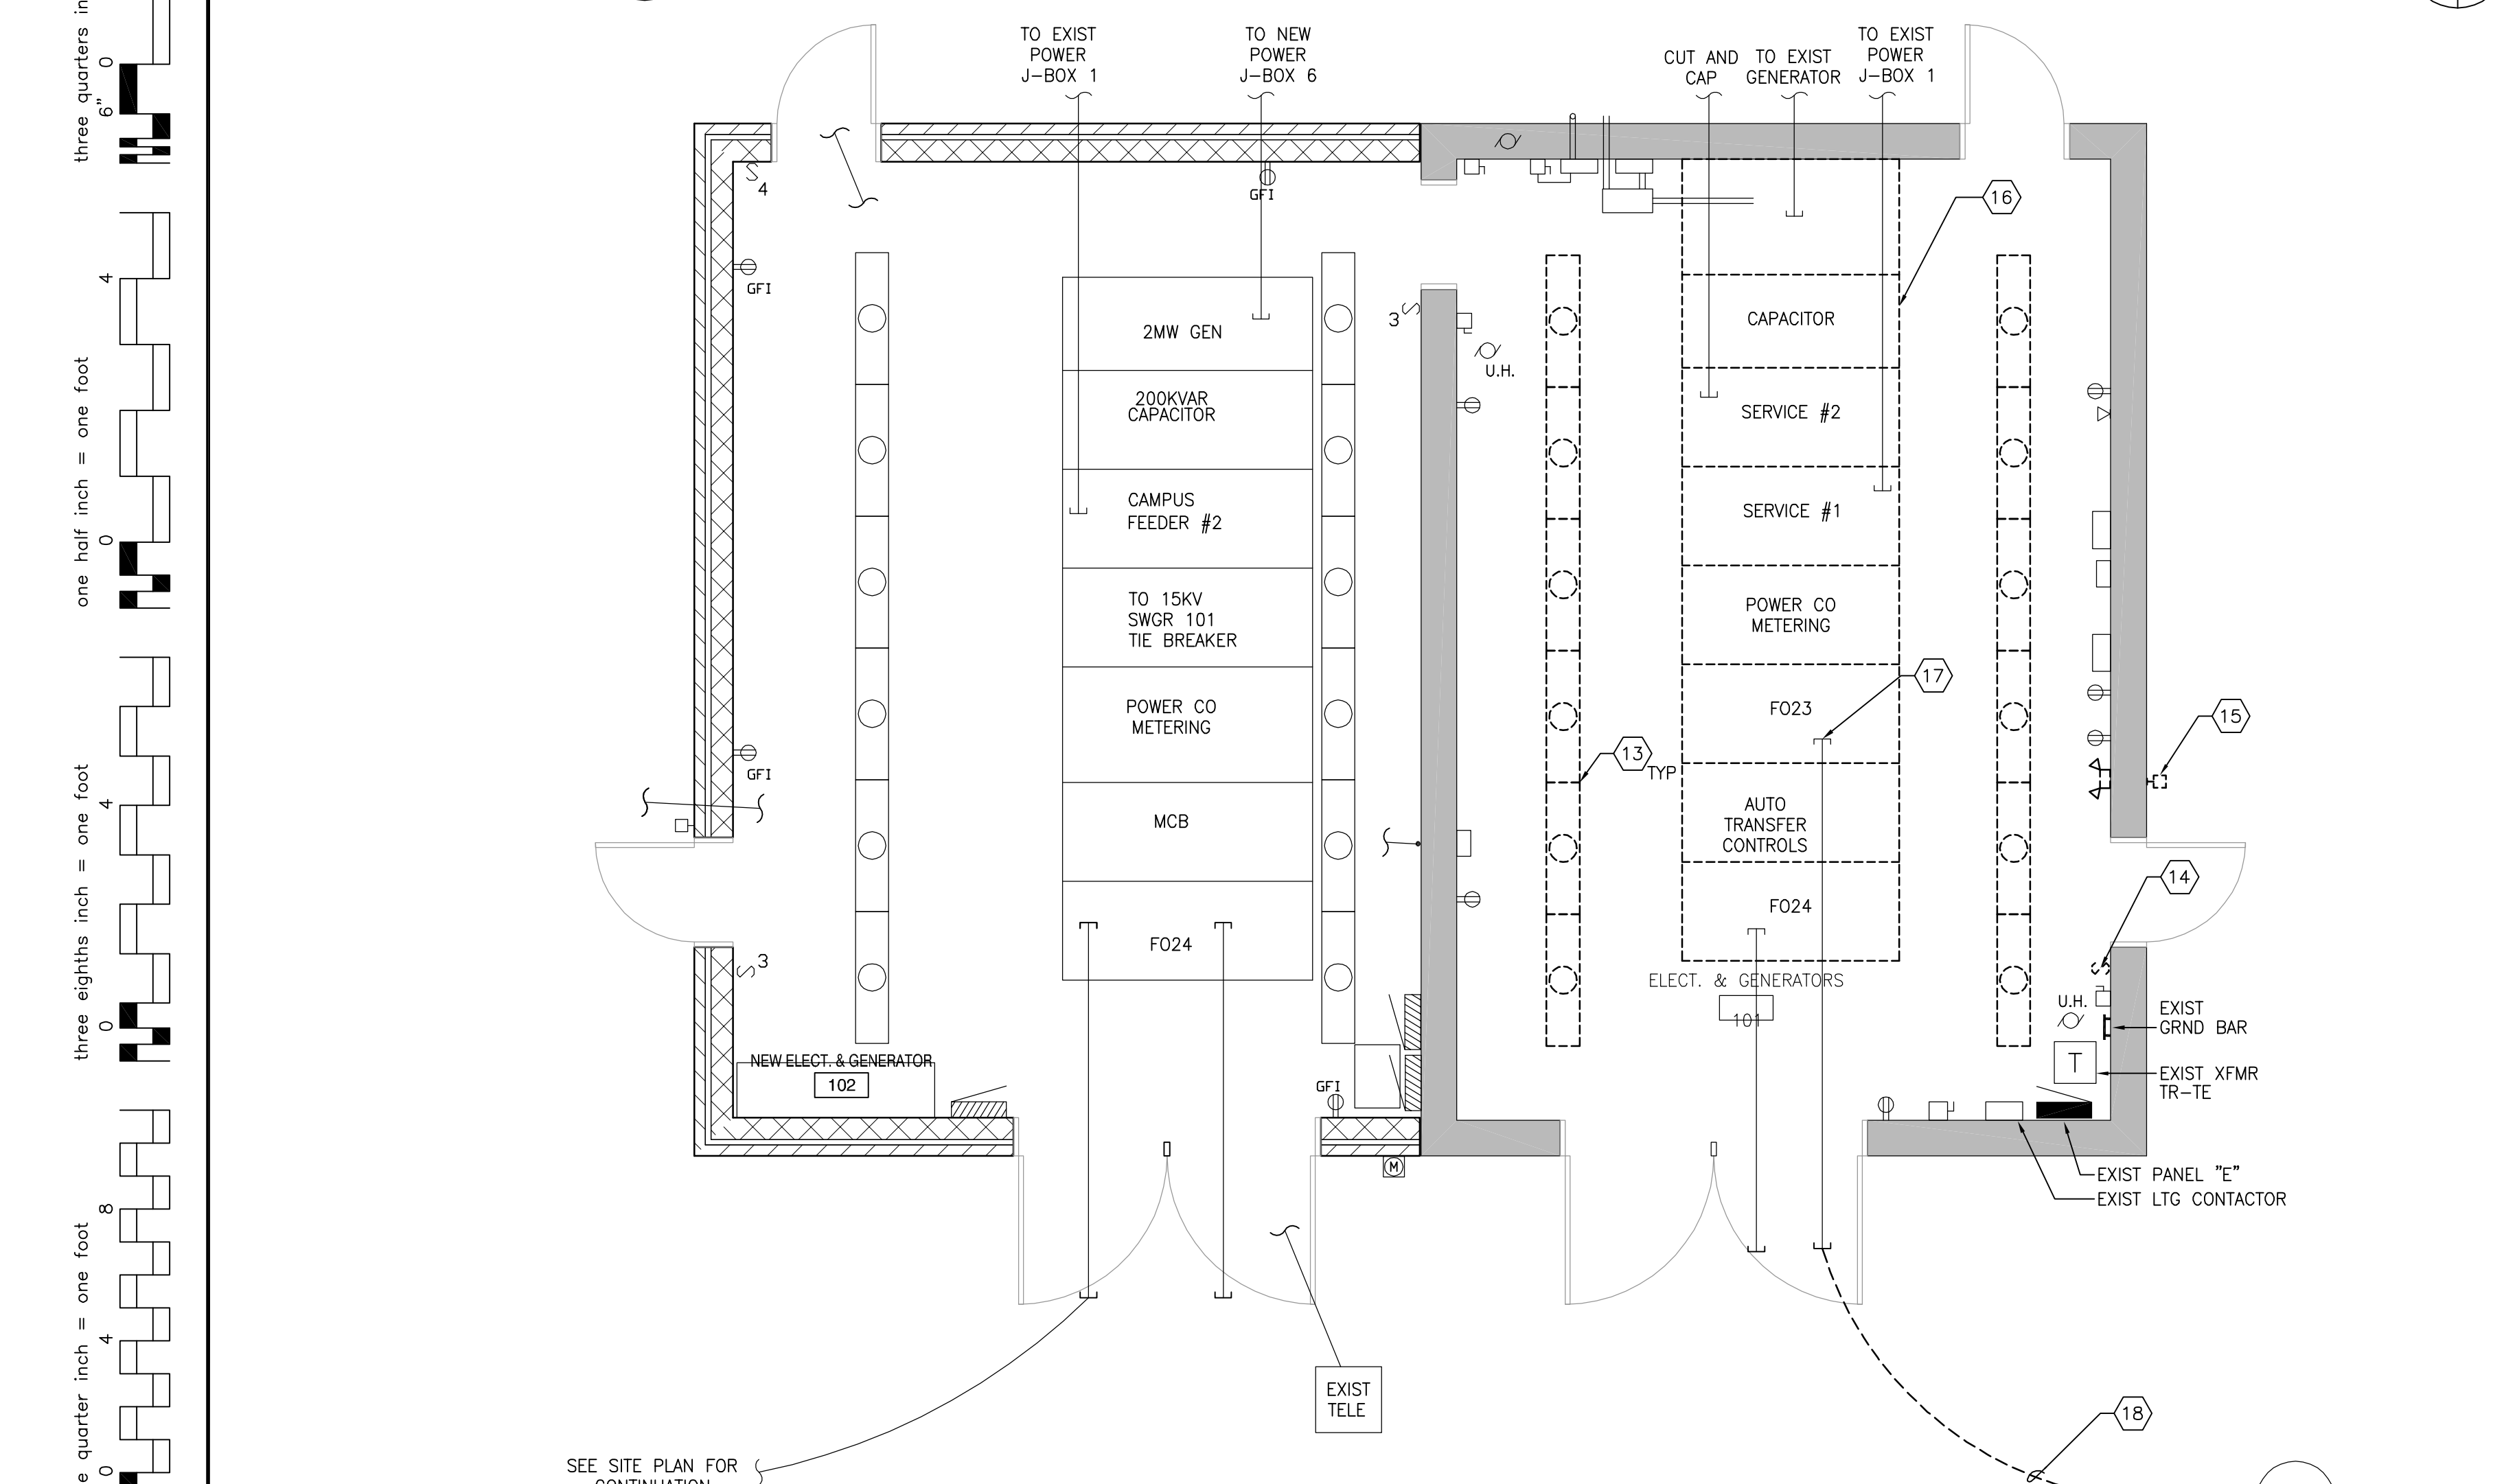 TO EXIST
POWER
J-BOX 1
TO NEW
POWER
J-BOX 6
CUT AND
CAP
TO EXIST
GENERATOR
TO EXIST
POWER
J-BOX 1
three quarters in
0
6"
4
GFI
16
GFI
3
2MW GEN
CAPACITOR
U.H.
200KVAR
CAPACITOR
SERVICE #2
one half inch = one foot
4
0
CAMPUS
FEEDER #2
SERVICE #1
TO 15KV
SWGR 101
TIE BREAKER
POWER CO
METERING
17
POWER CO
METERING
FO23
15
13
TYP
GFI
three eighths inch = one foot
4
0
MCB
AUTO
TRANSFER
CONTROLS
14
FO24
FO24
3
ELECT. & GENERATORS
101
U.H.
EXIST
GRND BAR
T
EXIST XFMR
TR-TE
NEW ELECT. & GENERATOR
102
GFI
M
EXIST PANEL "E"
EXIST LTG CONTACTOR
e quarter inch = one foot
8
4
0
EXIST
TELE
18
SEE SITE PLAN FOR
CONTINUATION
4